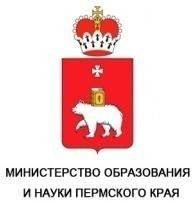 МИНИСТЕРСТВО ОБРАЗОВАНИЯ
И НАУКИ ПЕРМСКОГО КРАЯ